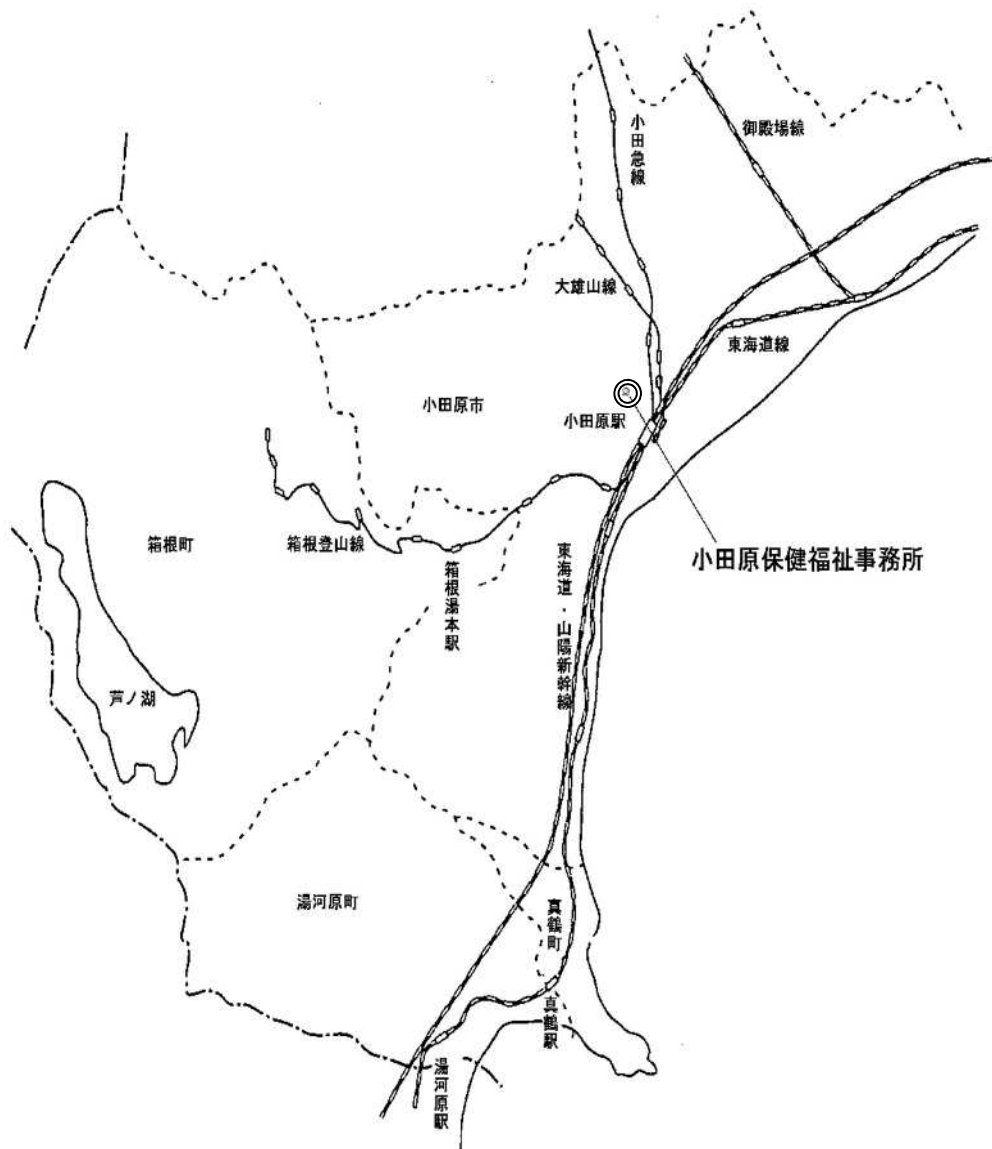 御殿場線
小田急線
大雄山線
東海道線
小田原市
小田原駅
箱根町
箱根登山線
小田原保健福祉事務所
箱根湯本駅
東海道・山陽新幹線
芦ノ湖
湯河原町
真鶴町
真鶴駅
湯河原駅